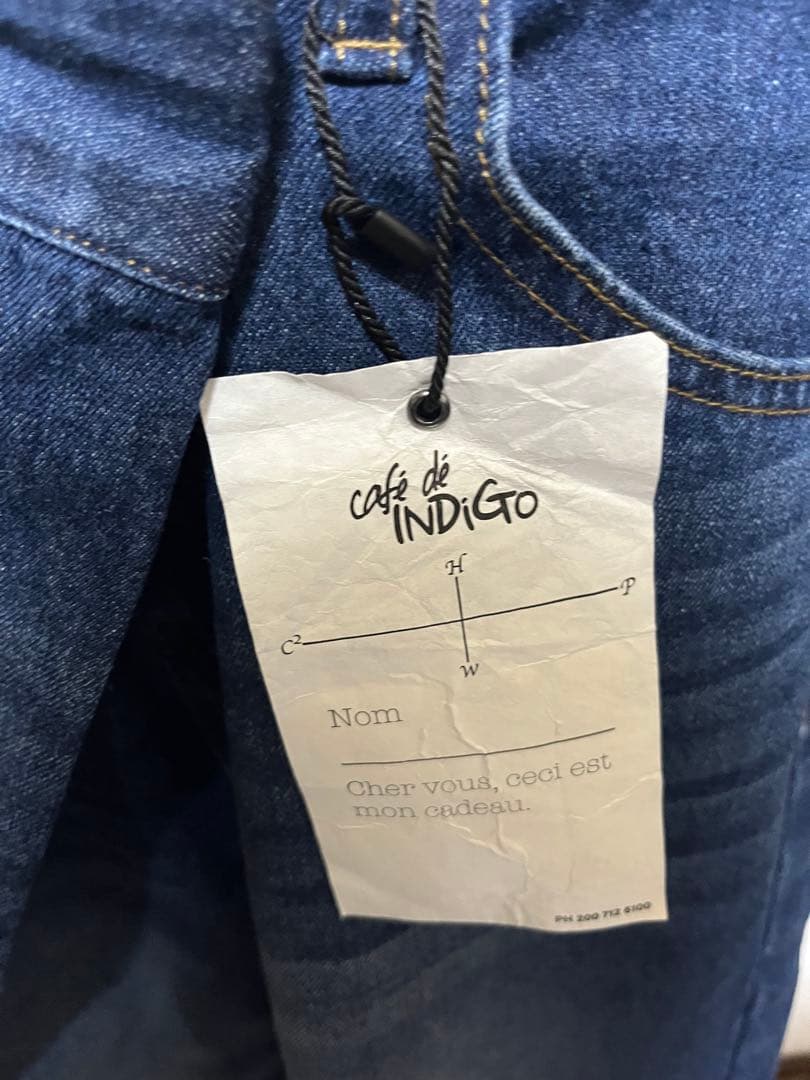 café dé
INDiGO
H
P
C²
W
Nom
Cher vous, ceci est
mon cadeau.
PH 200 712 6100